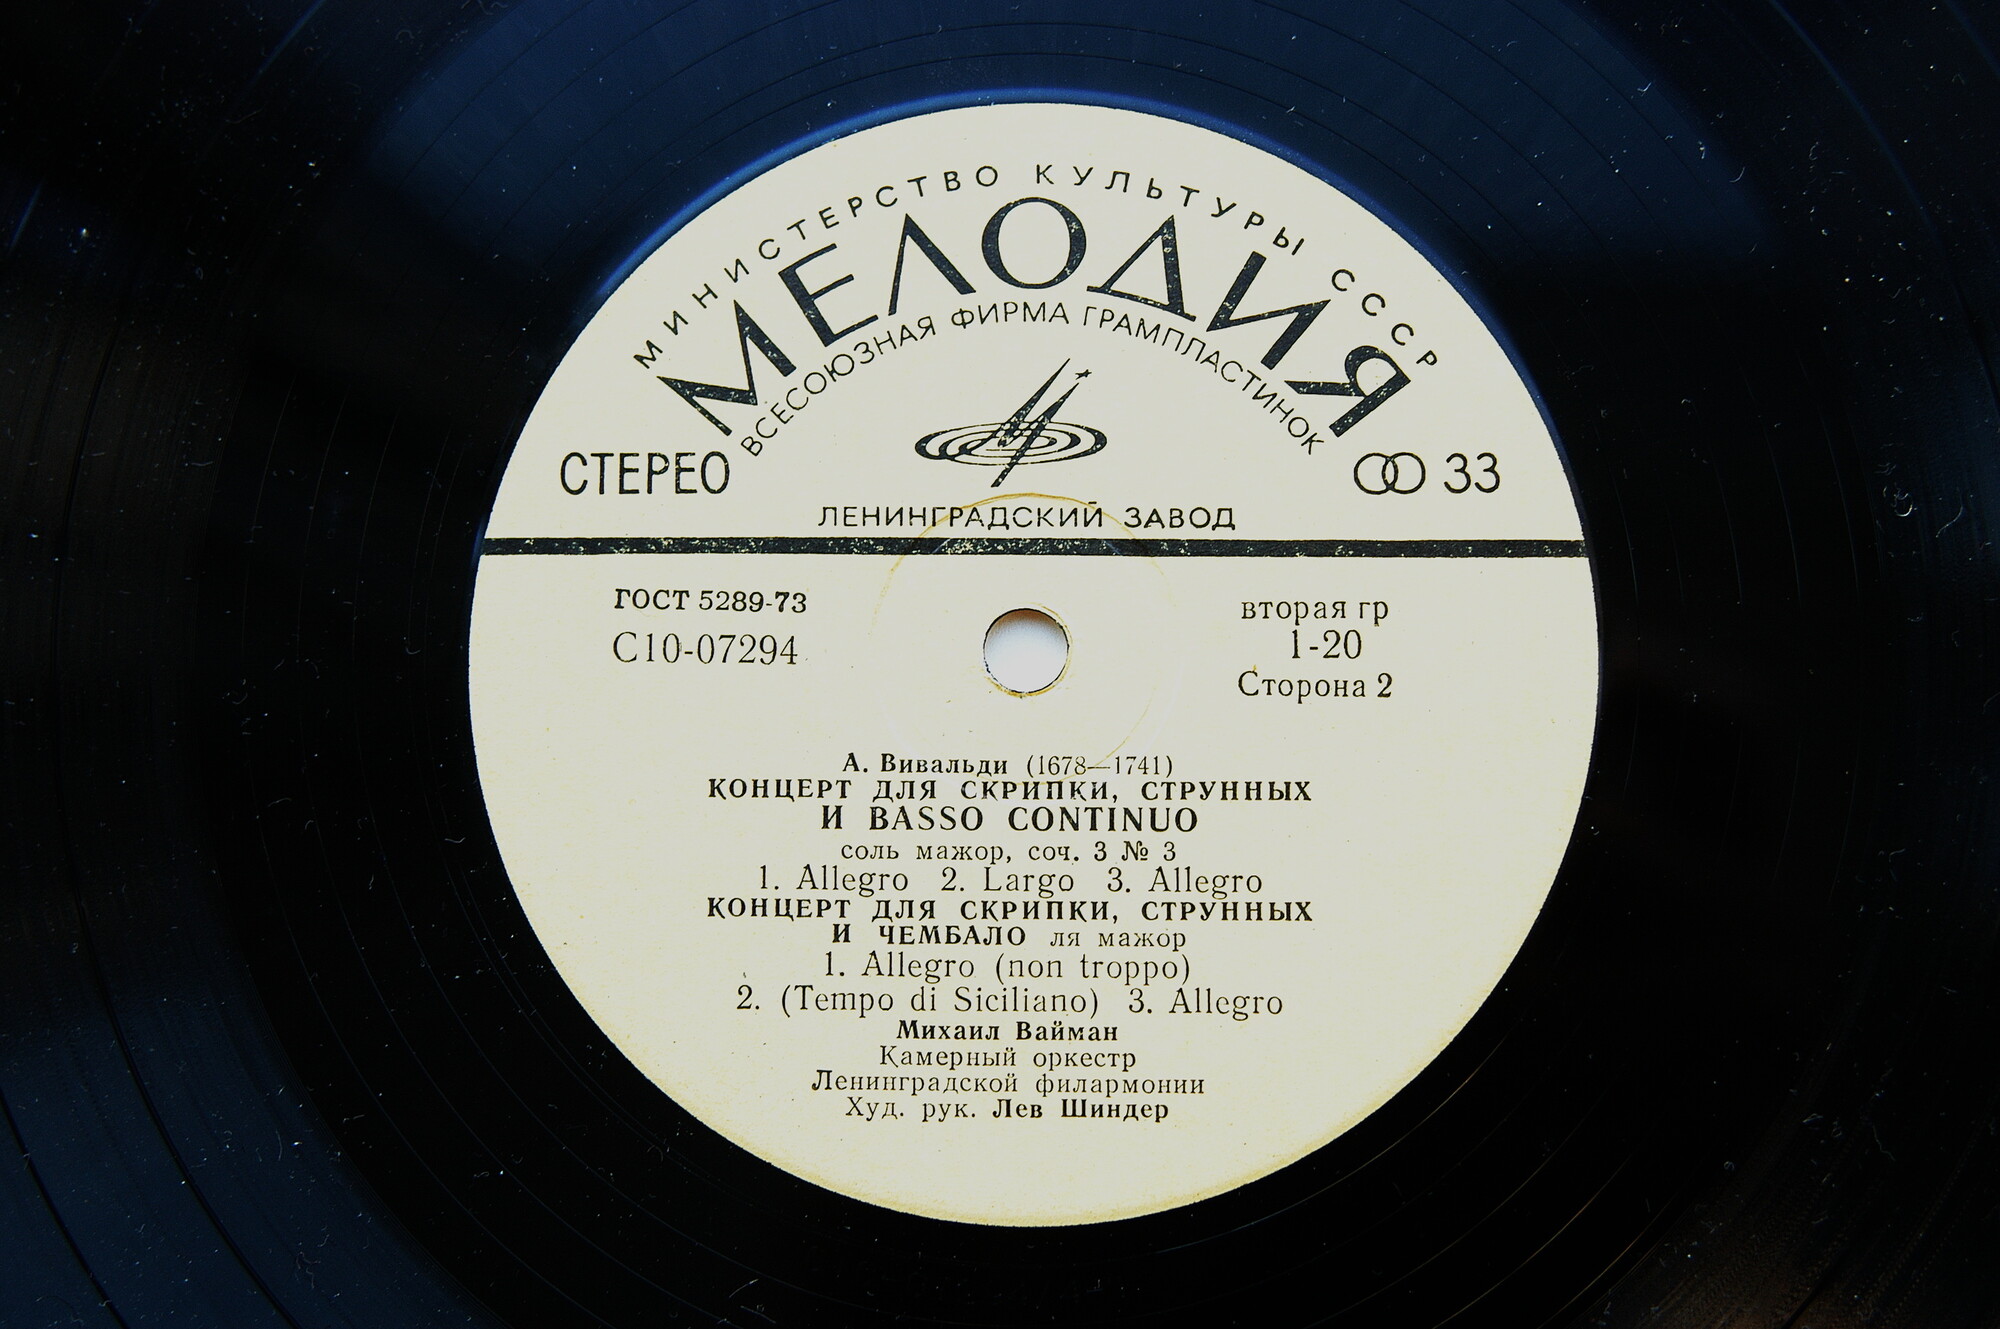 МИНИСТЕРСТВО КУЛЬТУРЫ СССР
МЕЛОДИЯ
ВСЕСОЮЗНАЯ ФИРМА ГРАМПЛАСТИНОК
СТЕРЕО
33
ЛЕНИНГРАДСКИЙ ЗАВОД
ГОСТ 5289-73
С10-07294
вторая гр
1-20
Сторона 2
А. Вивальди (1678—1741)
КОНЦЕРТ ДЛЯ СКРИПКИ, СТРУННЫХ
И BASSO CONTINUO
соль мажор, соч. 3 № 3
1. Allegro 2. Largo 3. Allegro
КОНЦЕРТ ДЛЯ СКРИПКИ, СТРУННЫХ
И ЧЕМБАЛО ля мажор
1. Allegro (non troppo)
2. (Tempo di Siciliano) 3. Allegro
Михаил Вайман
Камерный оркестр
Ленинградской филармонии
Худ. рук. Лев Шиндер